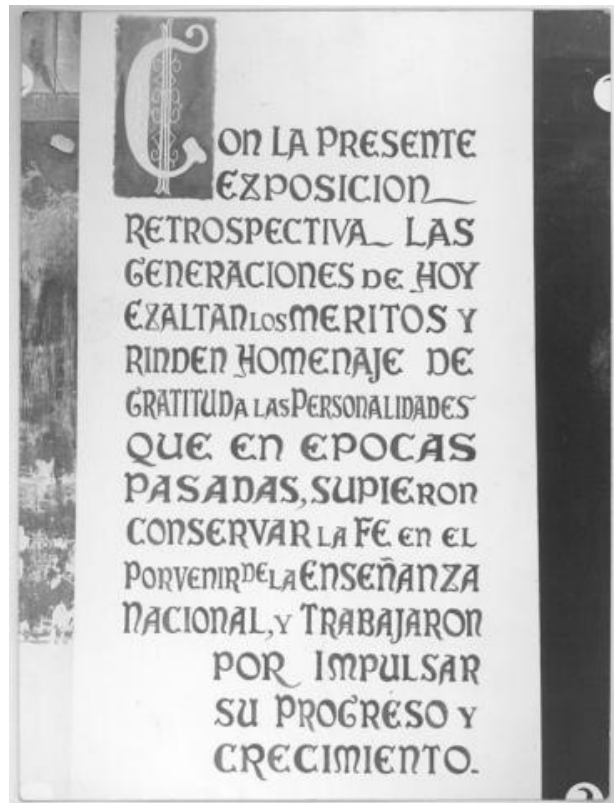 CON LA PRESENTE
EXPOSICION
RETROSPECTIVA LAS
GENERACIONES DE HOY
EXALTAN LOS MERITOS Y
RINDEN HOMENAJE DE
GRATITUD A LAS PERSONALIDADES
QUE EN EPOCAS
PASADAS, SUPIERON
CONSERVAR LA FE EN EL
PORVENIR DE LA ENSEÑANZA
NACIONAL, Y TRABAJARON
POR IMPULSAR
SU PROGRESO Y
CRECIMIENTO.